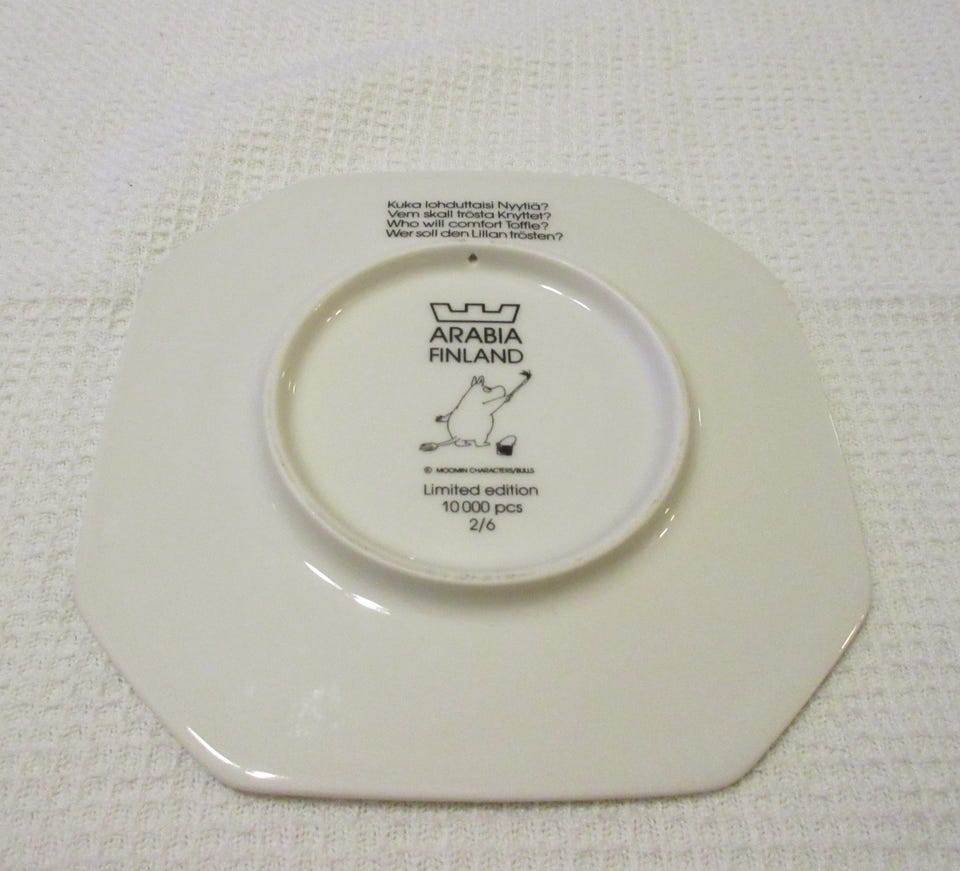 Kuka lohduttaisi Nyytiä?
Vem skall trösta Knyttet?
Who will comfort Toffle?
Wer soll den Lillan trösten?
ARABIA
FINLAND
© MOOMIN CHARACTERS/BULLS
Limited edition
10 000 pcs
2/6